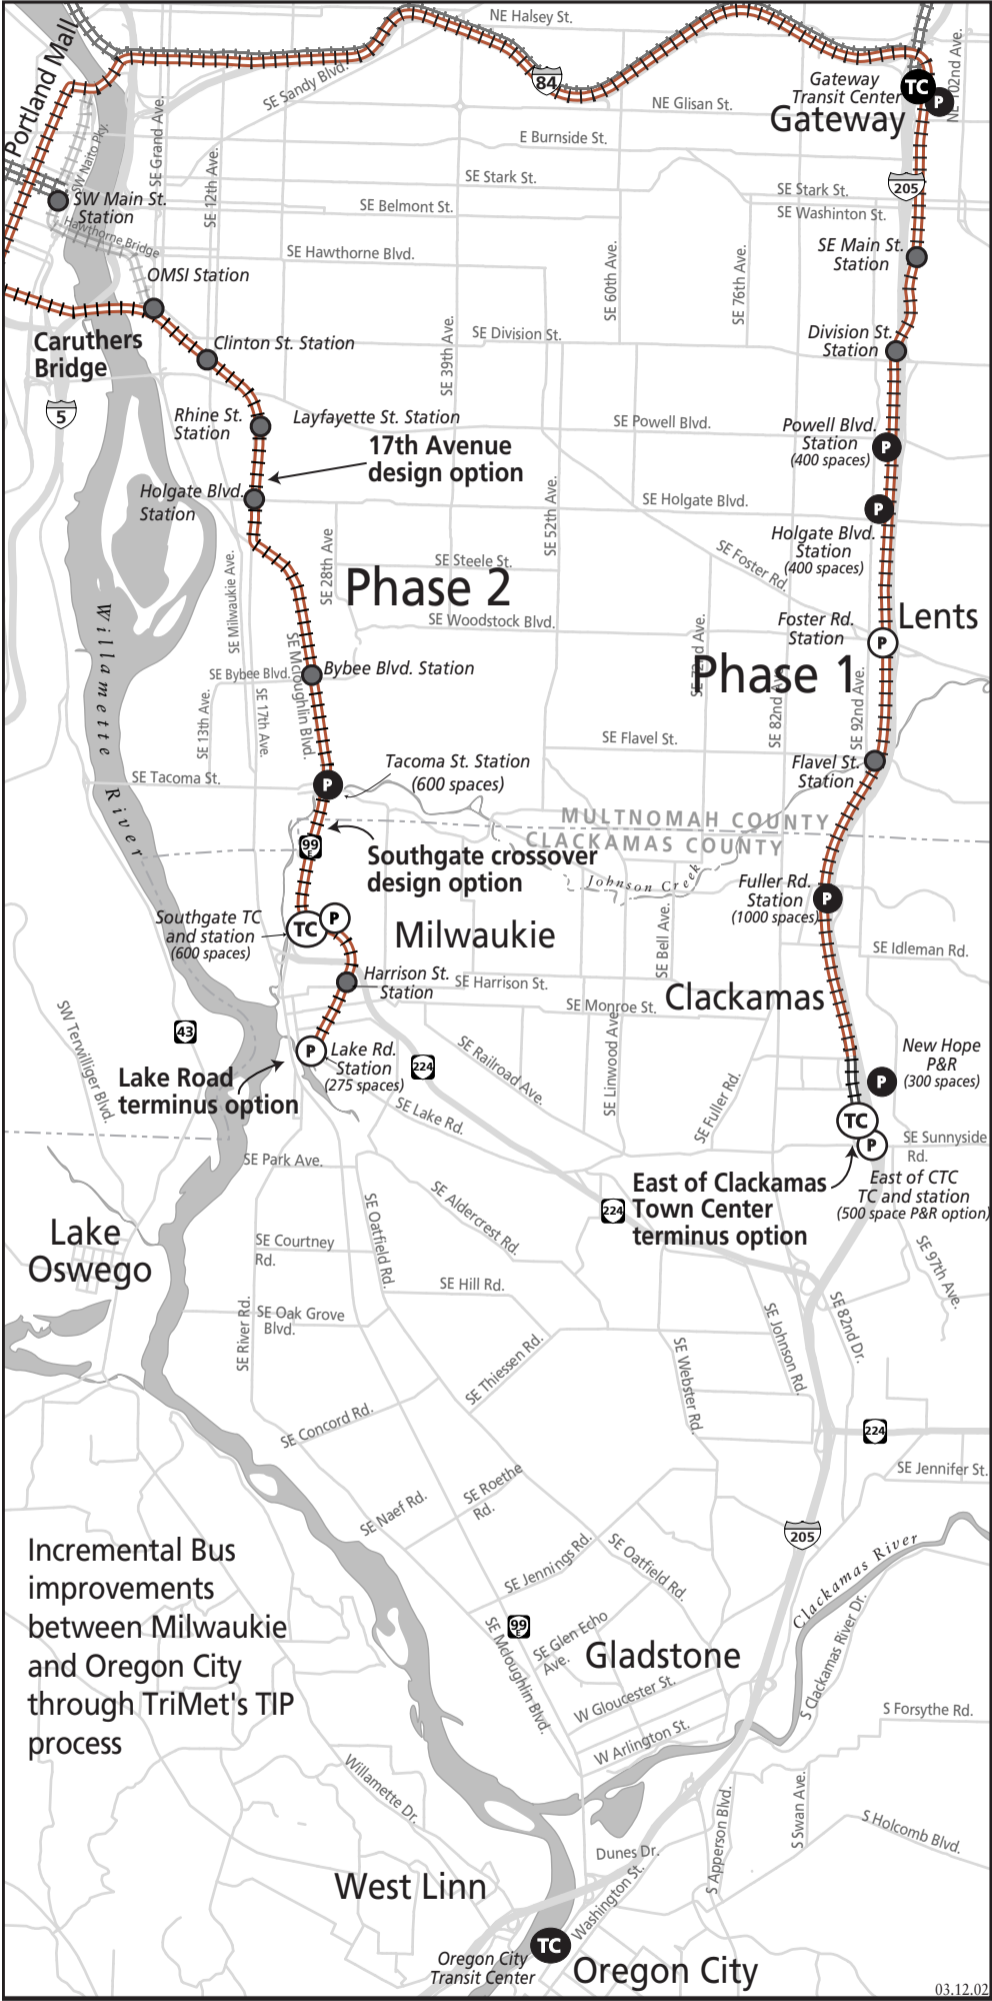 NE Halsey St.
Portland Mall
SE Sandy Blvd.
84
Gateway
Transit Center
TC
P
NE 102nd Ave.
Gateway
NE Glisan St.
E Burnside St.
SW Naito Pky.
SE Grand Ave.
SE 12th Ave.
SE Stark St.
205
SE Stark St.
SE Washinton St.
SW Main St.
Station
SE Belmont St.
Hawthorne Bridge
SE Hawthorne Blvd.
SE 60th Ave.
SE 76th Ave.
SE Main St.
Station
OMSI Station
SE 39th Ave.
SE Division St.
Division St.
Station
Caruthers
Bridge
Clinton St. Station
5
Rhine St.
Station
Layfayette St. Station
SE Powell Blvd.
Powell Blvd.
Station
(400 spaces)
P
17th Avenue
design option
Holgate Blvd.
Station
SE 52th Ave.
SE Holgate Blvd.
P
Holgate Blvd.
Station
(400 spaces)
SE Milwaukie Ave.
SE 28th Ave
SE Steele St.
SE Foster Rd.
Phase 2
Willamette
River
SE Woodstock Blvd.
Foster Rd.
Station
P
Lents
SE 72nd Ave.
Phase 1
SE 82nd Ave.
SE 92nd Ave.
SE Bybee Blvd.
Bybee Blvd. Station
SE Mcloughlin Blvd.
SE 13th Ave.
SE 17th Ave.
SE Flavel St.
Flavel St.
Station
SE Tacoma St.
P
Tacoma St. Station
(600 spaces)
MULTNOMAH COUNTY
CLACKAMAS COUNTY
99
E
Southgate crossover
design option
Johnson Creek
Fuller Rd.
Station
(1000 spaces)
P
Southgate TC
and station
(600 spaces)
TC
P
Milwaukie
SE Bell Ave.
SE Idleman Rd.
Harrison St.
Station
SE Harrison St.
SE Monroe St.
Clackamas
SW Terwilliger Blvd.
43
P
Lake Rd.
Station
(275 spaces)
224
SE Railroad Ave.
SE Linwood Ave.
SE Fuller Rd.
New Hope
P&R
(300 spaces)
P
Lake Road
terminus option
SE Lake Rd.
TC
P
SE Sunnyside
Rd.
SE Park Ave.
East of Clackamas
Town Center
terminus option
East of CTC
TC and station
(500 space P&R option)
224
Lake
Oswego
SE Oatfield Rd.
SE Aldercrest Rd.
SE Courtney
Rd.
SE 97th Ave.
SE Hill Rd.
SE River Rd.
SE Oak Grove
Blvd.
SE Johnson Rd.
SE 82nd Dr.
SE Thiessen Rd.
SE Webster Rd.
SE Concord Rd.
224
SE Jennifer St.
SE Naef Rd.
SE Roethe
Rd.
205
Clackamas River
Incremental Bus
improvements
between Milwaukie
and Oregon City
through TriMet's TIP
process
SE Jennings Rd.
SE Oatfield Rd.
99
E
SE Mcloughlin Blvd.
SE Glen Echo
Ave.
Gladstone
S Clackamas River Dr.
W Gloucester St.
W Arlington St.
S Forsythe Rd.
Willamette Dr.
S Apperson Blvd.
S Swan Ave.
S Holcomb Blvd.
Dunes Dr.
Washington St.
West Linn
Oregon City
Transit Center
TC
Oregon City
03.12.02